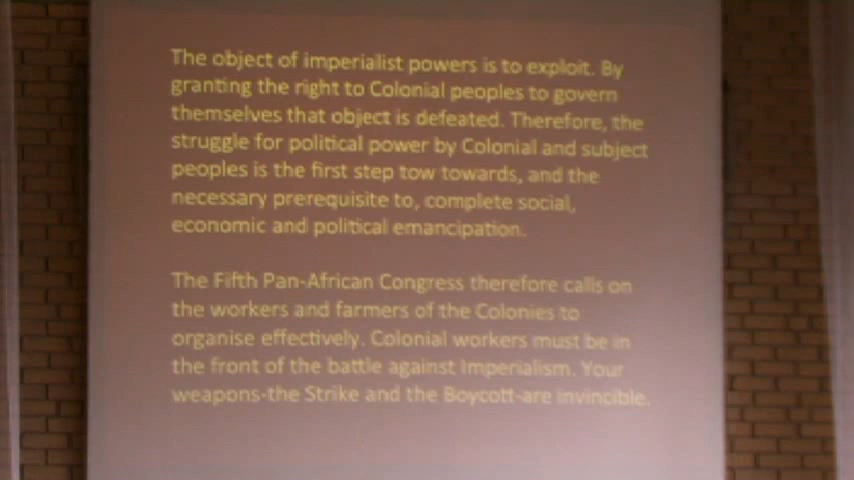 The object of imperialist powers is to exploit. By
granting the right to Colonial peoples to govern
themselves that object is defeated. Therefore, the
struggle for political power by Colonial and subject
peoples is the first step tow towards, and the
necessary prerequisite to, complete social,
economic and political emancipation.
The Fifth Pan-African Congress therefore calls on
the workers and farmers of the Colonies to
organise effectively. Colonial workers must be in
the front of the battle against Imperialism. Your
weapons-the Strike and the Boycott-are invincible.